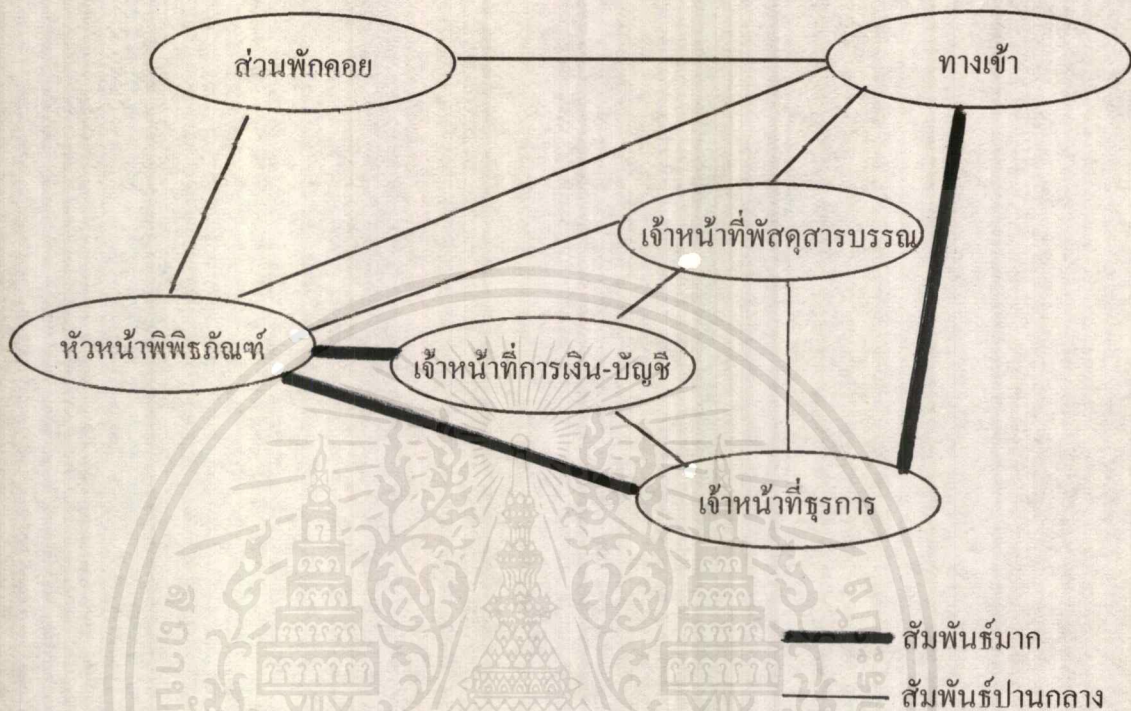 ส่วนพักคอย
ทางเข้า
เจ้าหน้าที่พัสดุสารบรรณ
หัวหน้าพิพิธภัณฑ์
เจ้าหน้าที่การเงิน-บัญชี
เจ้าหน้าที่ธุรการ
สัมพันธ์มาก
สัมพันธ์ปานกลาง